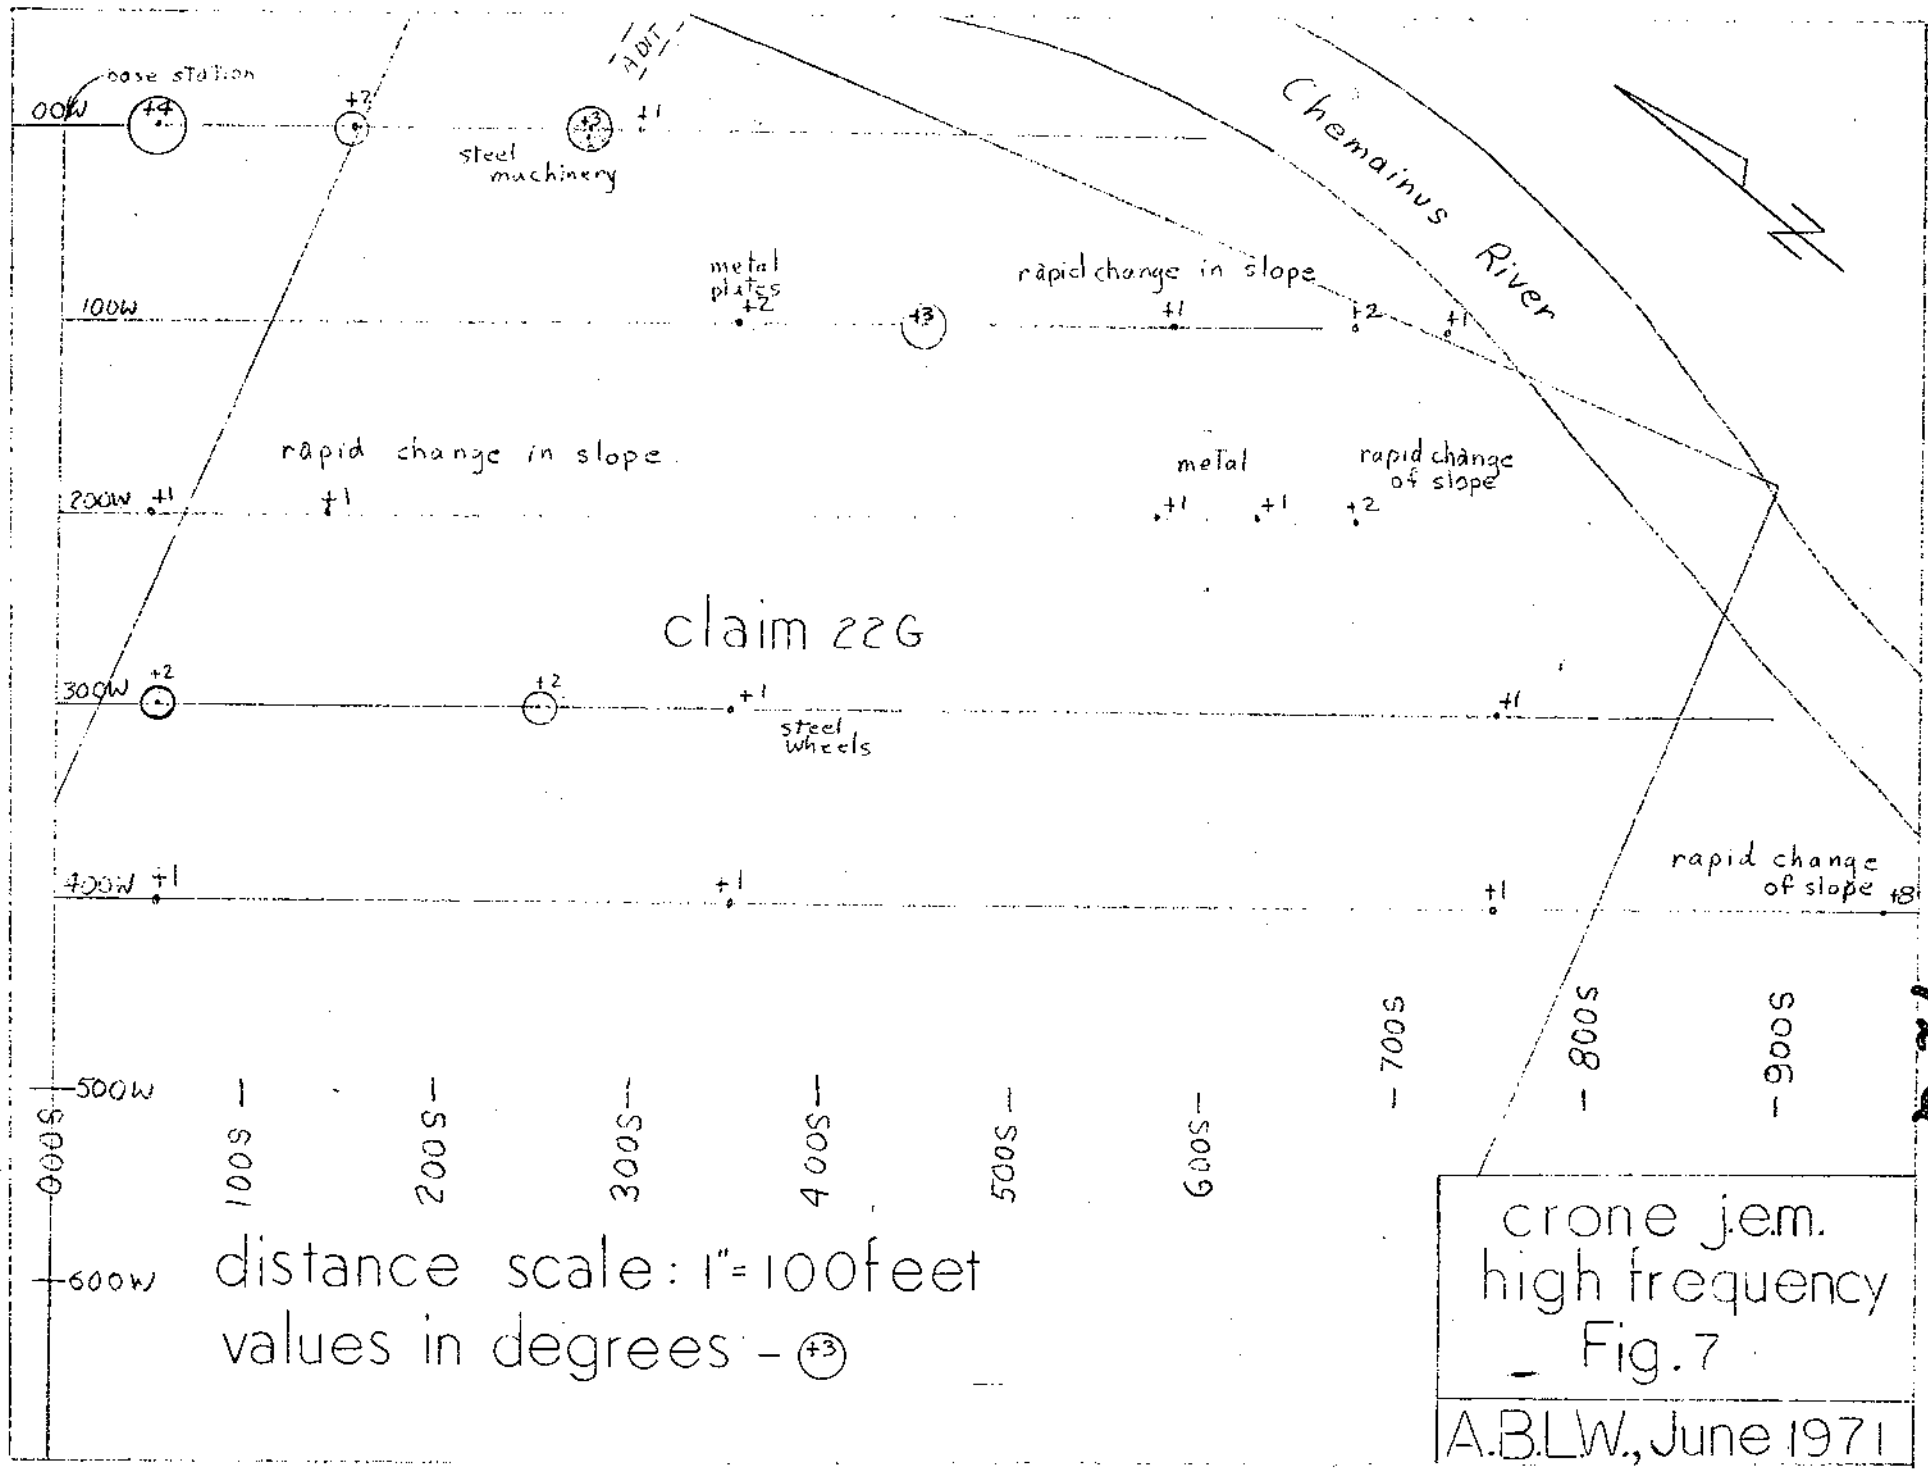 ADIT
base station
00W
+4
+2
+3
+1
steel
machinery
Chemainus River
metal
plates
rapid change in slope
100W
+2
+3
+1
+2
+1
rapid change in slope
metal
rapid change
of slope
200W
+1
+1
+1
+1
+2
claim 22G
300W
+2
+2
+1
+1
steel
wheels
rapid change
of slope
400W
+1
+1
+1
+8
500W
000S
100S
200S
300S
400S
500S
600S
700S
800S
900S
600W
distance scale: 1"=100feet
values in degrees - +3
crone j.e.m.
high frequency
Fig. 7
A.B.L.W., June 1971